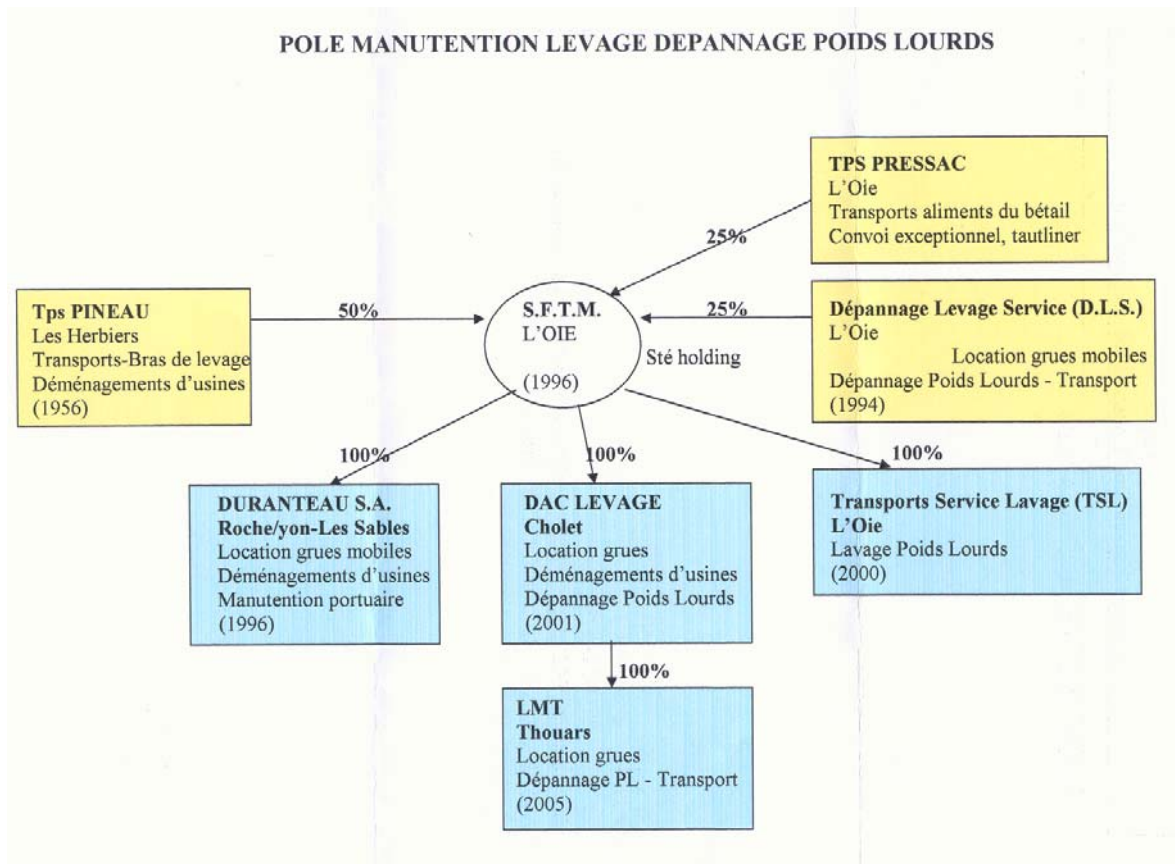 POLE MANUTENTION LEVAGE DEPANNAGE POIDS LOURDS
TPS PRESSAC
L'Oie
Transports aliments du bétail
Convoi exceptionnel, tautliner
25%
Tps PINEAU
Les Herbiers
Transports-Bras de levage
Déménagements d'usines
(1956)
50%
S.F.T.M.
L'OIE
(1996)
Sté holding
25%
Dépannage Levage Service (D.L.S.)
L'Oie
Location grues mobiles
Dépannage Poids Lourds - Transport
(1994)
100%
100%
100%
DURANTEAU S.A.
Roche/yon-Les Sables
Location grues mobiles
Déménagements d'usines
Manutention portuaire
(1996)
DAC LEVAGE
Cholet
Location grues
Déménagements d'usines
Dépannage Poids Lourds
(2001)
Transports Service Lavage (TSL)
L'Oie
Lavage Poids Lourds
(2000)
100%
LMT
Thouars
Location grues
Dépannage PL - Transport
(2005)